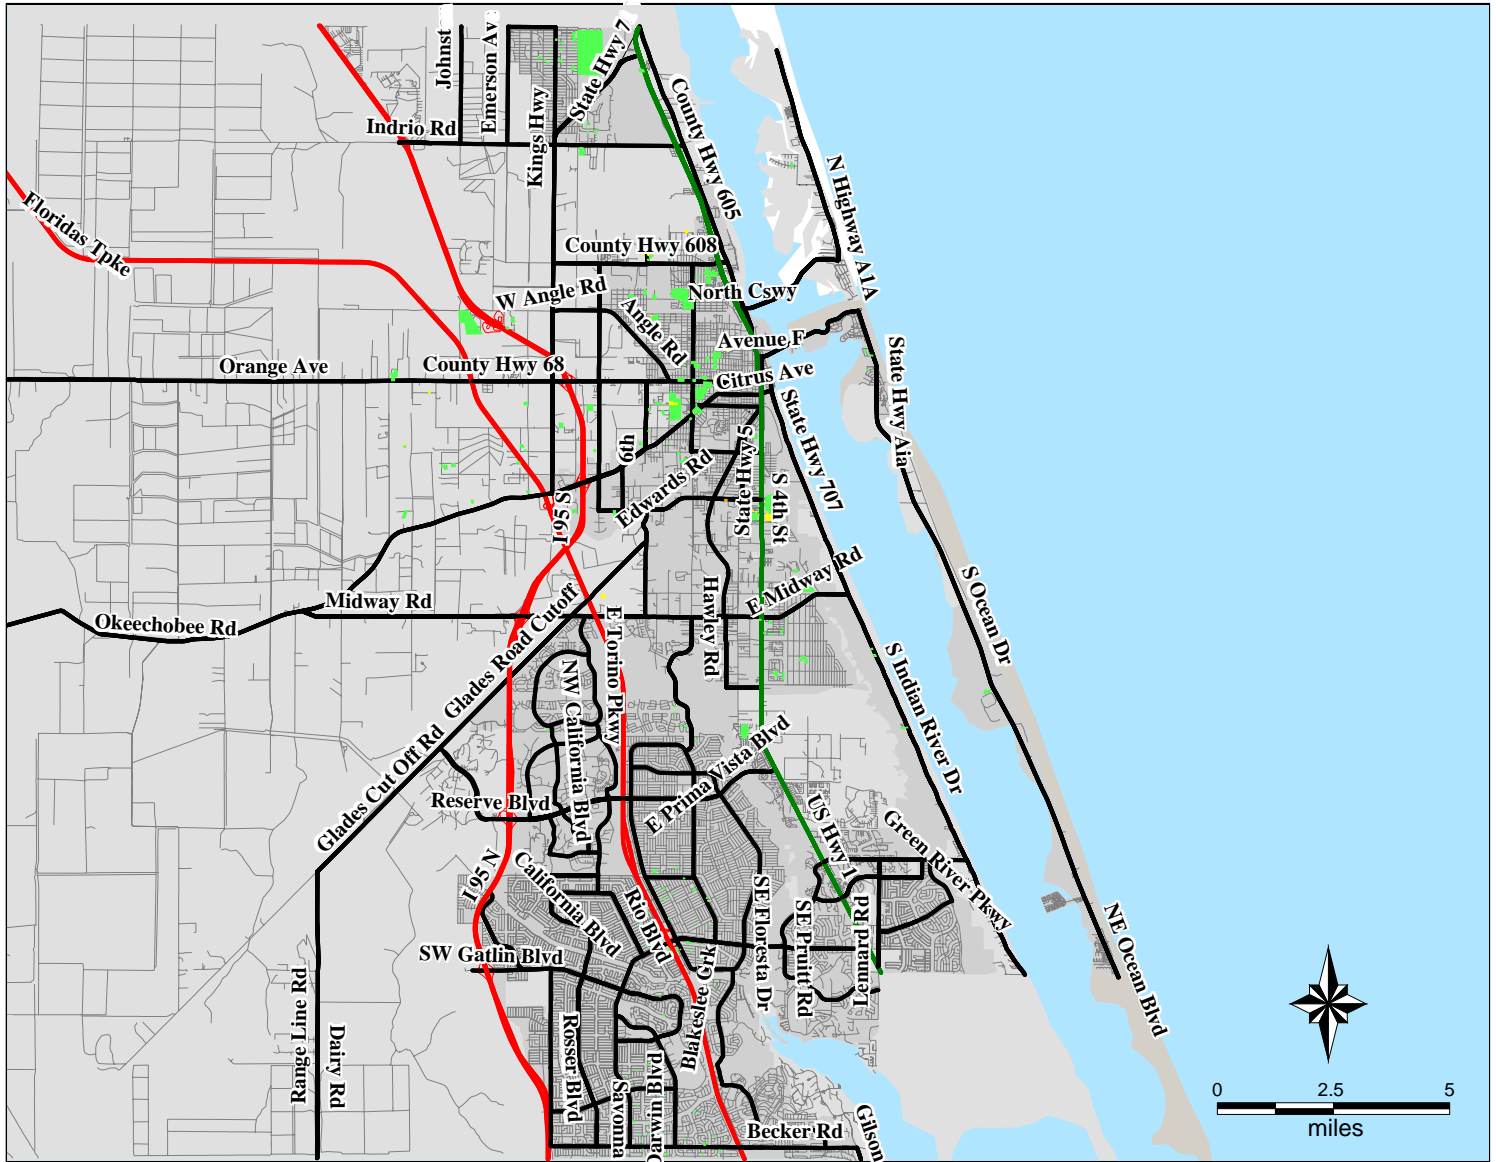 Johnst
Emerson Av
Kings Hwy
State Hwy 7
Indrio Rd
County Hwy 605
N Highway A1A
Floridas Tpke
County Hwy 608
W Angle Rd
North Cswy
Angle Rd
Avenue F
Orange Ave
County Hwy 68
Citrus Ave
State Hwy Aia
State Hwy 707
6th
Edwards Rd
State Hwy 5
S 4th St
I 95 S
E Midway Rd
Midway Rd
Okeechobee Rd
Glades Road Cutoff
E Torino Pkwy
Hawley Rd
S Ocean Dr
S Indian River Dr
NW California Blvd
Glades Cut Off Rd
E Prima Vista Blvd
Reserve Blvd
US Hwy 1
Green River Pkwy
I 95 N
California Blvd
Rio Blvd
SE Floresta Dr
SE Pruitt Rd
Lennard Rd
NE Ocean Blvd
SW Gatlin Blvd
Blakeslee Crk
Range Line Rd
Dairy Rd
Rosser Blvd
Savonna
Darwin Blvd
Becker Rd
Gilson
0 2.5 5
miles